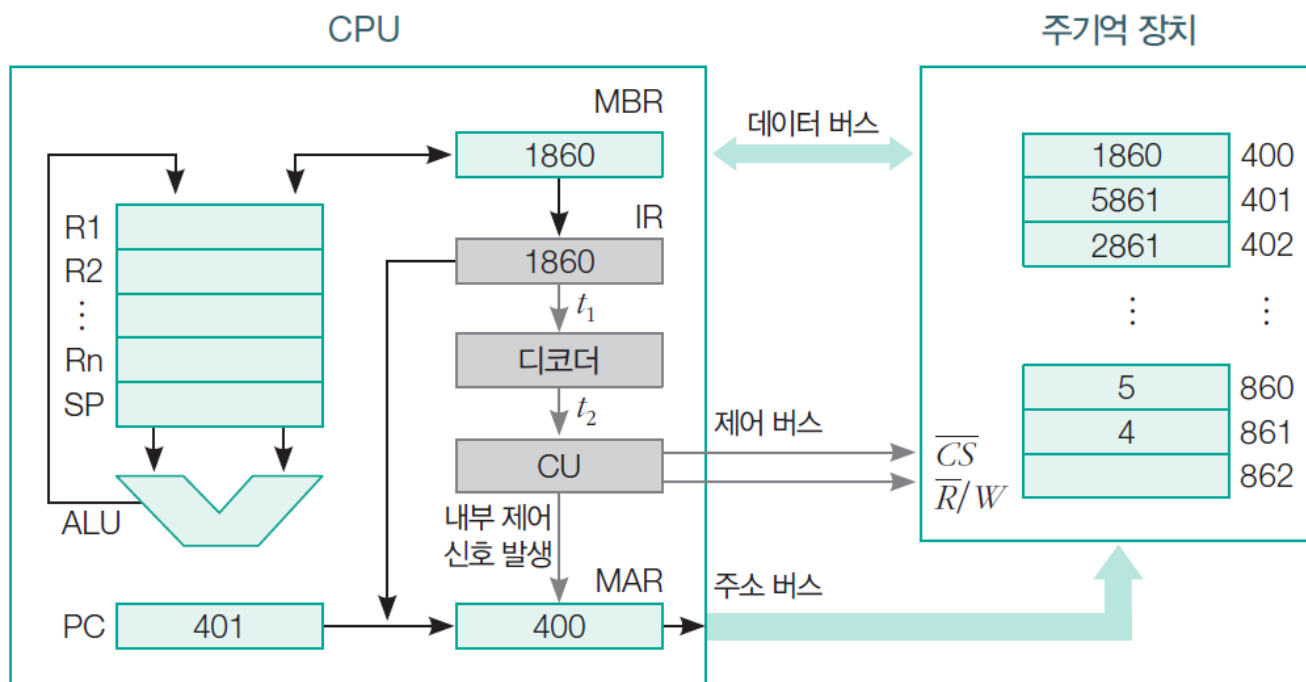 CPU
주기억 장치
MBR
1860
데이터 버스
1860 400
5861 401
2861 402
⋮ ⋮
5 860
4 861
862
IR
1860
R1
R2
⋮
Rn
SP
t1
디코더
t2
CU
제어 버스
C̅S̅
R̅/W
ALU
내부 제어
신호 발생
MAR
주소 버스
PC
401
400